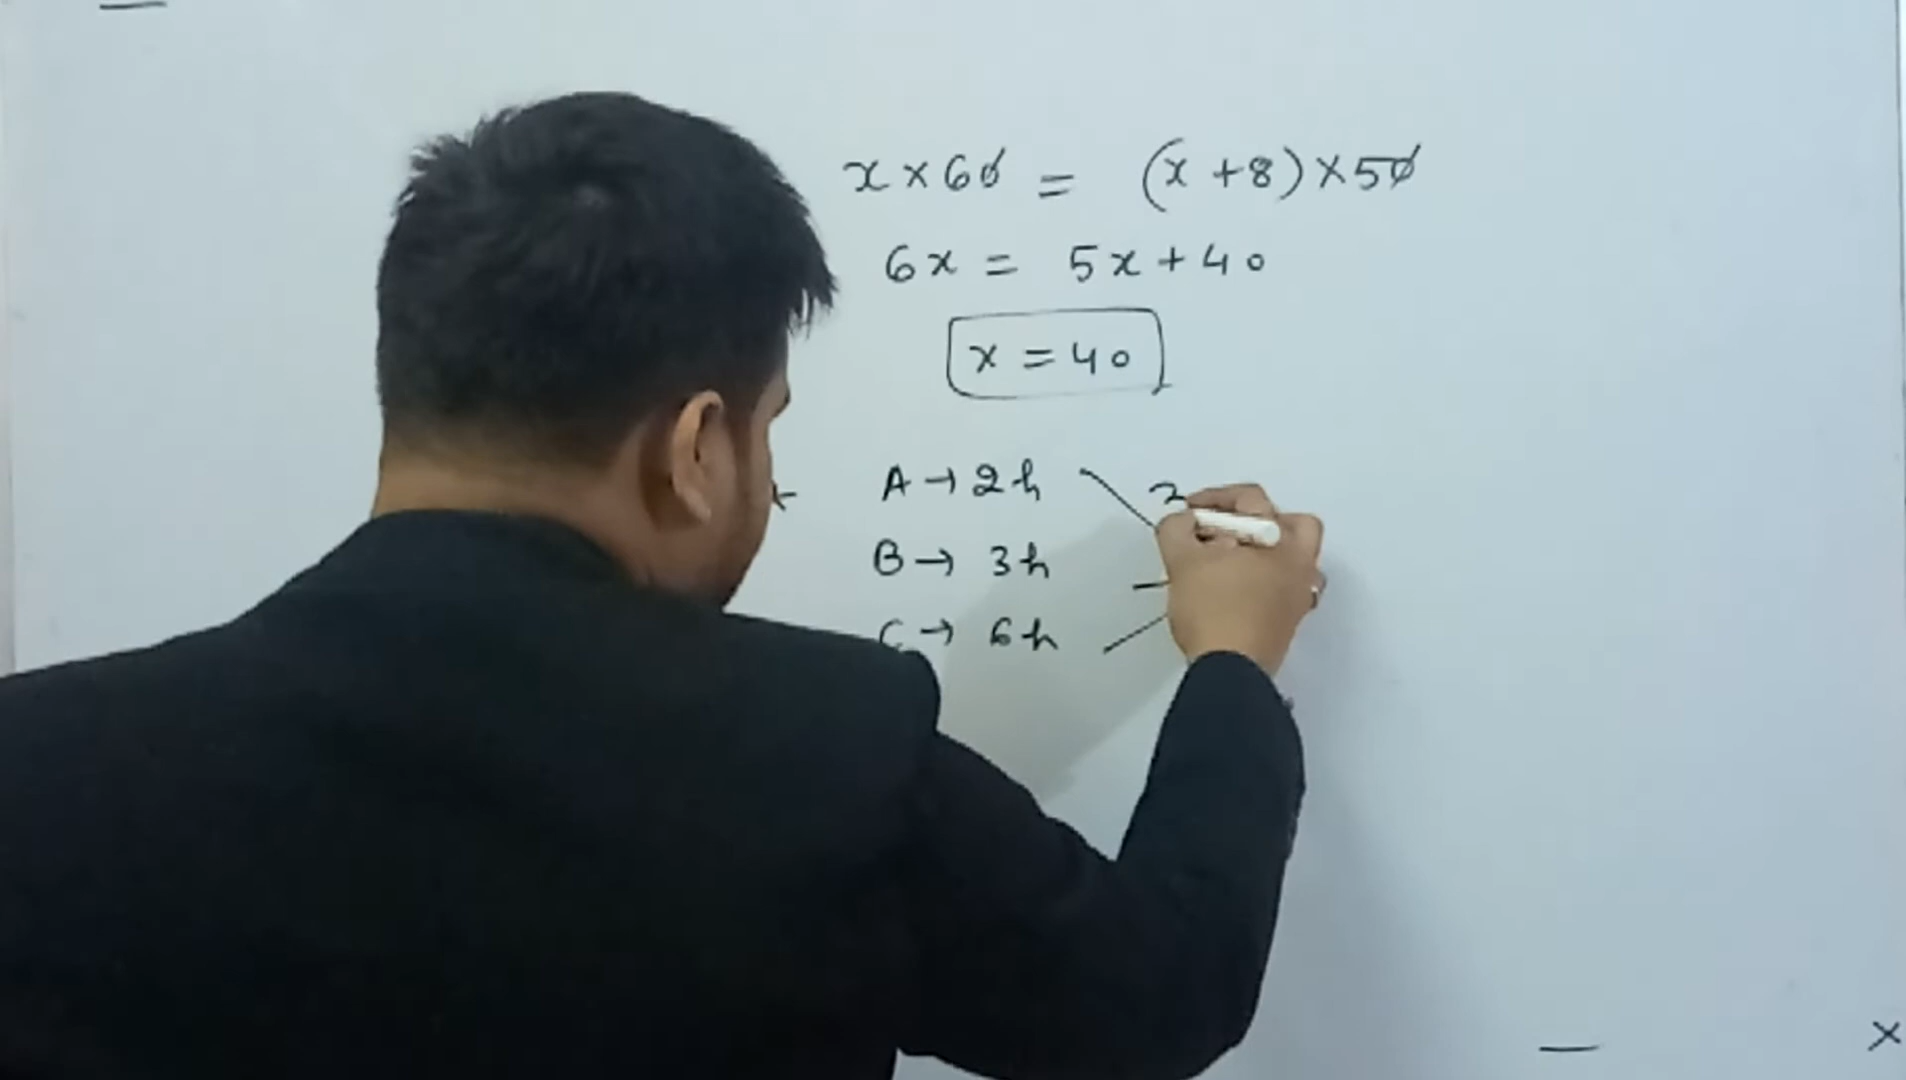 x × 60 = (x + 8) × 50
6x = 5x + 40
x = 40
A → 2h
B → 3h
C → 6h
×